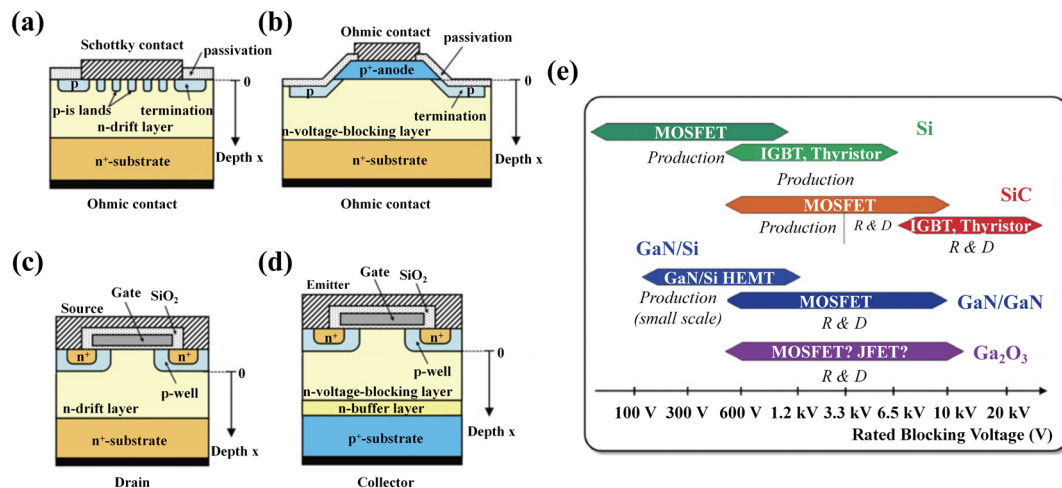 (a)
Schottky contact
passivation
0
p
p-is lands
termination
n-drift layer
n⁺-substrate
Depth x
Ohmic contact
(b)
Ohmic contact
passivation
p⁺-anode
0
p
p
termination
n-voltage-blocking layer
n⁺-substrate
Depth x
Ohmic contact
(c)
Gate
SiO₂
Source
n⁺
n⁺
0
p-well
n-drift layer
n⁺-substrate
Depth x
Drain
(d)
Gate
SiO₂
Emitter
n⁺
n⁺
0
p-well
n-voltage-blocking layer
n-buffer layer
p⁺-substrate
Depth x
Collector
(e)
MOSFET
Si
Production
IGBT, Thyristor
Production
SiC
MOSFET
Production
R & D
IGBT, Thyristor
R & D
GaN/Si
GaN/Si HEMT
Production
(small scale)
MOSFET
GaN/GaN
R & D
MOSFET? JFET?
Ga₂O₃
R & D
100 V 300 V 600 V 1.2 kV 3.3 kV 6.5 kV 10 kV 20 kV
Rated Blocking Voltage (V)